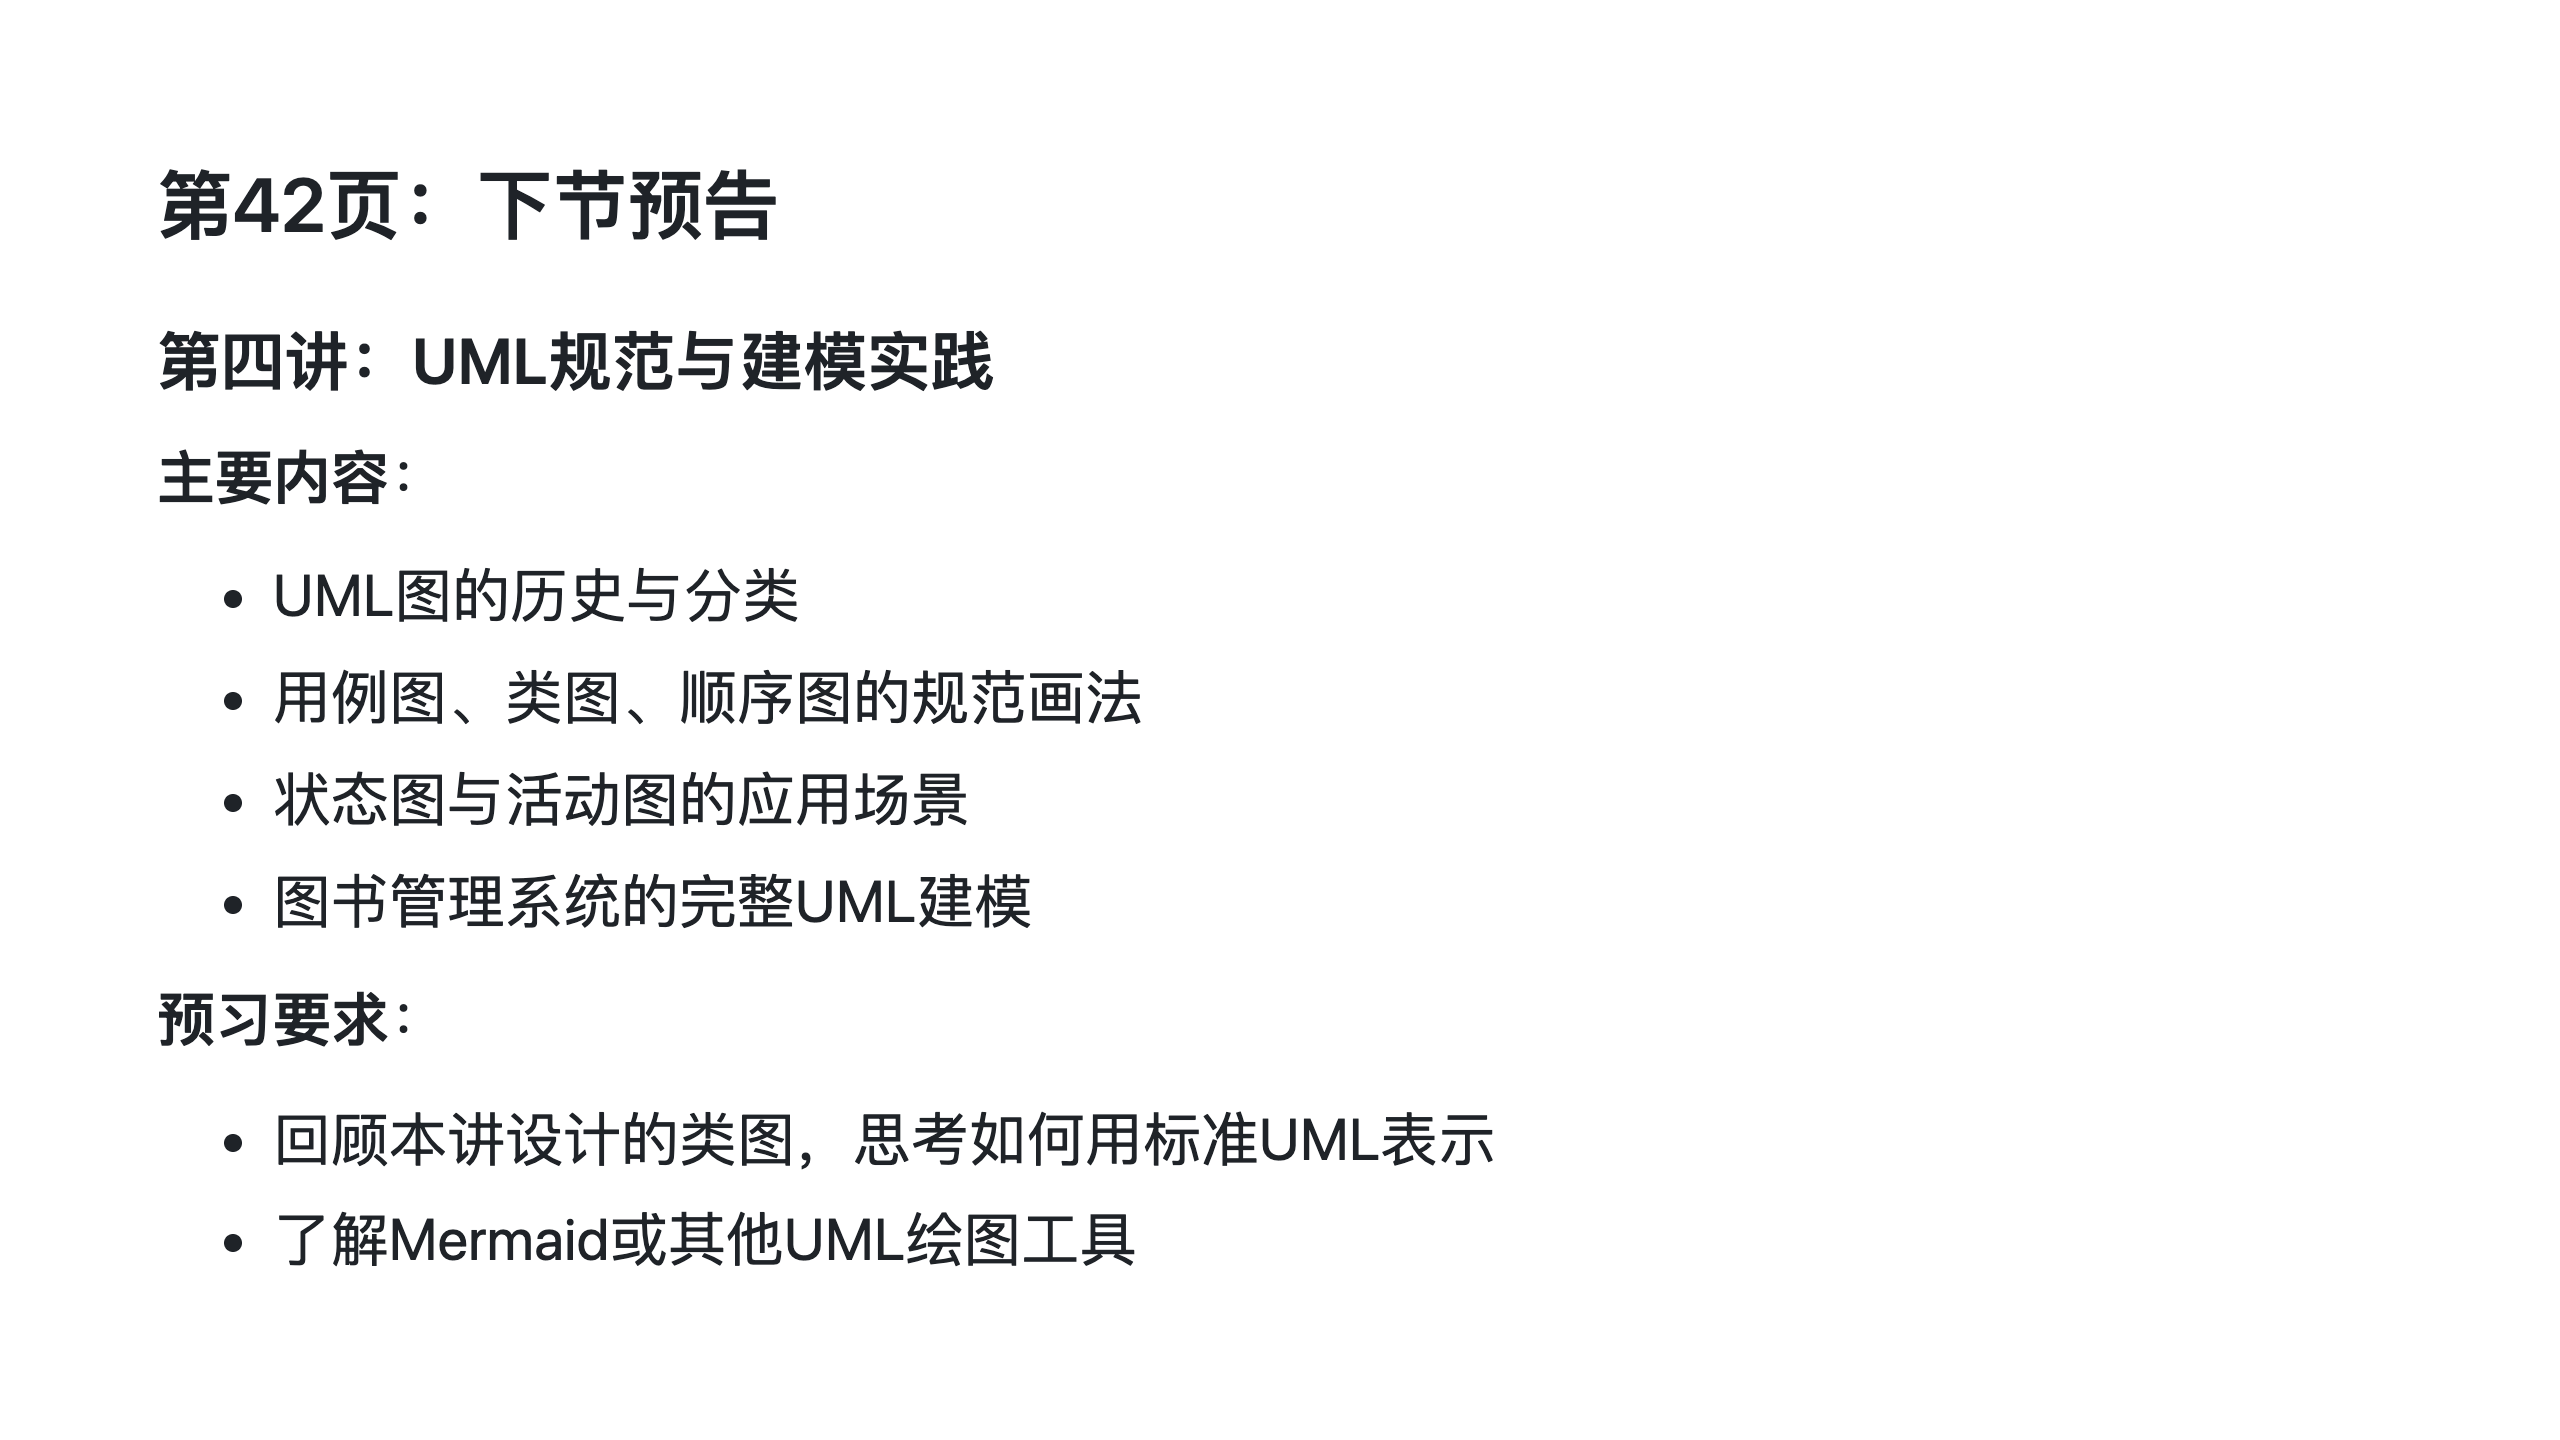 第42页：下节预告
第四讲：UML规范与建模实践
主要内容：
UML图的历史与分类
用例图、类图、顺序图的规范画法
状态图与活动图的应用场景
图书管理系统的完整UML建模
预习要求：
回顾本讲设计的类图，思考如何用标准UML表示
了解Mermaid或其他UML绘图工具